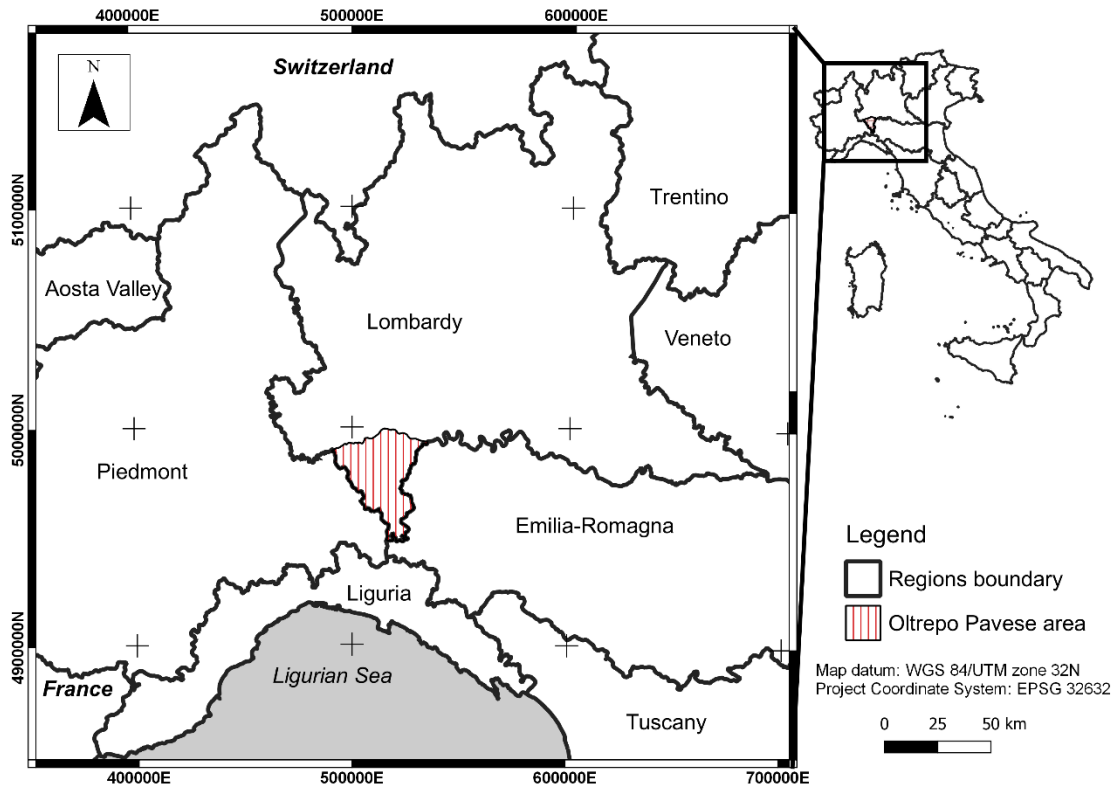 400000E 500000E 600000E
N
Switzerland
5100000N
Trentino
Aosta Valley
Lombardy
Veneto
5000000N
Piedmont
Emilia-Romagna
Liguria
4900000N
Ligurian Sea
France
Tuscany
400000E 500000E 600000E 700000E
Legend
Regions boundary
Oltrepo Pavese area
Map datum: WGS 84/UTM zone 32N
Project Coordinate System: EPSG 32632
0 25 50 km